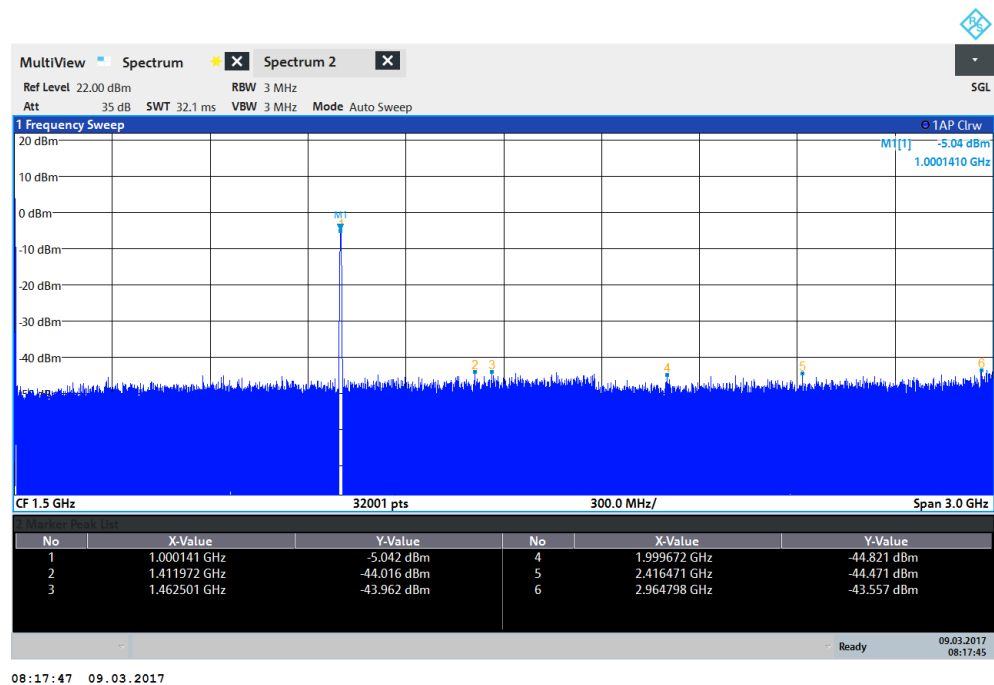 R&S
MultiView Spectrum X Spectrum 2 X
Ref Level 22.00 dBm RBW 3 MHz SGL
Att 35 dB SWT 32.1 ms VBW 3 MHz Mode Auto Sweep
1 Frequency Sweep 1AP Clrw
20 dBm M1[1] -5.04 dBm
1.0001410 GHz
10 dBm
0 dBm M1
1
-10 dBm
-20 dBm
-30 dBm
-40 dBm 2 3 4 5 6
CF 1.5 GHz 32001 pts 300.0 MHz/ Span 3.0 GHz
2 Marker Peak List
No X-Value Y-Value No X-Value Y-Value
1 1.000141 GHz -5.042 dBm 4 1.999672 GHz -44.821 dBm
2 1.411972 GHz -44.016 dBm 5 2.416471 GHz -44.471 dBm
3 1.462501 GHz -43.962 dBm 6 2.964798 GHz -43.557 dBm
Ready 09.03.2017
08:17:45
08:17:47 09.03.2017